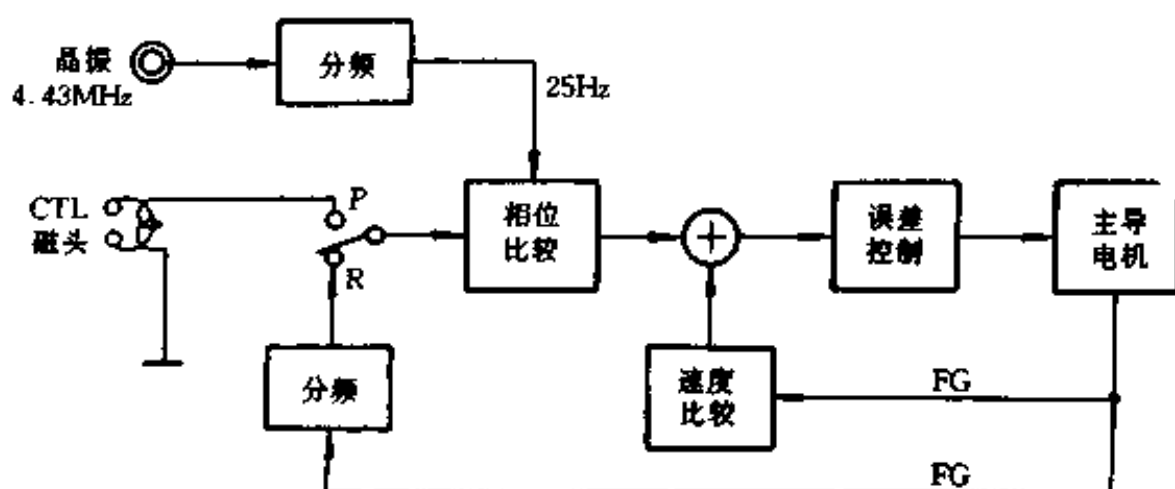 晶振
4.43MHz
分频
25Hz
CTL
磁头
P
R
相位
比较
+
误差
控制
主导
电机
分频
速度
比较
FG
FG